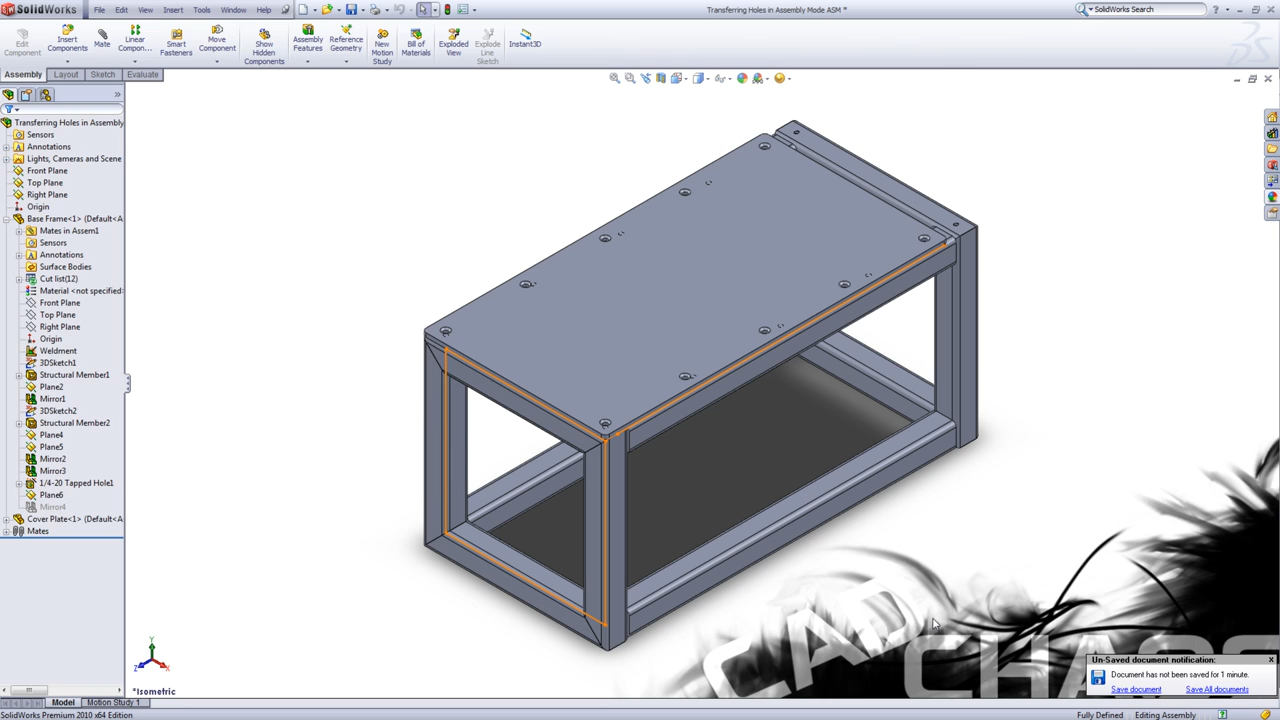 SolidWorks
File Edit View Insert Tools Window Help
Transferring Holes in Assembly Mode ASM *
SolidWorks Search
Edit Component
Insert Components
Mate
Linear Compon...
Smart Fasteners
Move Component
Show Hidden Components
Assembly Features
Reference Geometry
New Motion Study
Bill of Materials
Exploded View
Explode Line Sketch
Instant3D
Assembly Layout Sketch Evaluate
Transferring Holes in Assembly
Sensors
Annotations
Lights, Cameras and Scene
Front Plane
Top Plane
Right Plane
Origin
Base Frame<1> (Default<A
Mates in Assem1
Sensors
Annotations
Surface Bodies
Cut list(12)
Material <not specified>
Front Plane
Top Plane
Right Plane
Origin
Weldment
3DSketch1
Structural Member1
Plane2
Mirror1
3DSketch2
Structural Member2
Plane4
Plane5
Mirror2
Mirror3
1/4-20 Tapped Hole1
Plane6
Mirror4
Cover Plate<1> (Default<A
Mates
Y
Z
X
*Isometric
CAD
CHAOS
Un-Saved document notification:
Document has not been saved for 1 minute.
Save document Save All documents
Model Motion Study 1
SolidWorks Premium 2010 x64 Edition
Fully Defined Editing Assembly